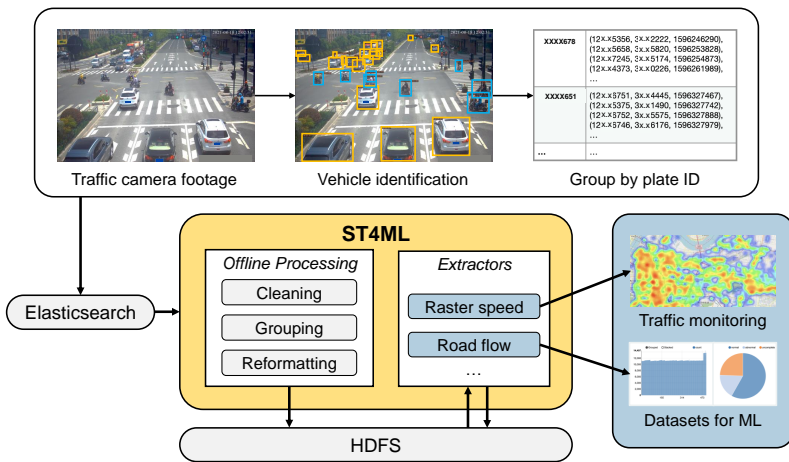 XXXX678
(12x.x5356, 3x.x2222, 1596246290),
(12x.x5658, 3x.x5820, 1596253828),
(12x.x7245, 3x.x5174, 1596254873),
(12x.x4373, 3x.x0226, 1596261989),
...
XXXX651
(12x.x8751, 3x.x4445, 1596327467),
(12x.x5375, 3x.x1490, 1596327742),
(12x.x8752, 3x.x5575, 1596327888),
(12x.x8746, 3x.x6176, 1596327979),
...
... ...
Traffic camera footage
Vehicle identification
Group by plate ID
ST4ML
Offline Processing
Cleaning
Grouping
Reformatting
Extractors
Raster speed
Road flow
...
Elasticsearch
HDFS
Traffic monitoring
Datasets for ML